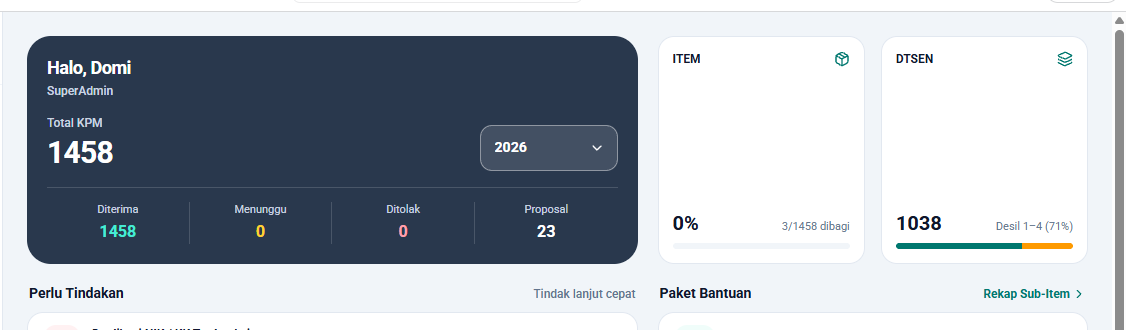 Halo, Domi
SuperAdmin
Total KPM
1458
2026
Diterima
1458
Menunggu
0
Ditolak
0
Proposal
23
ITEM
0%
3/1458 dibagi
DTSEN
1038
Desil 1–4 (71%)
Perlu Tindakan
Tindak lanjut cepat
Paket Bantuan
Rekap Sub-Item